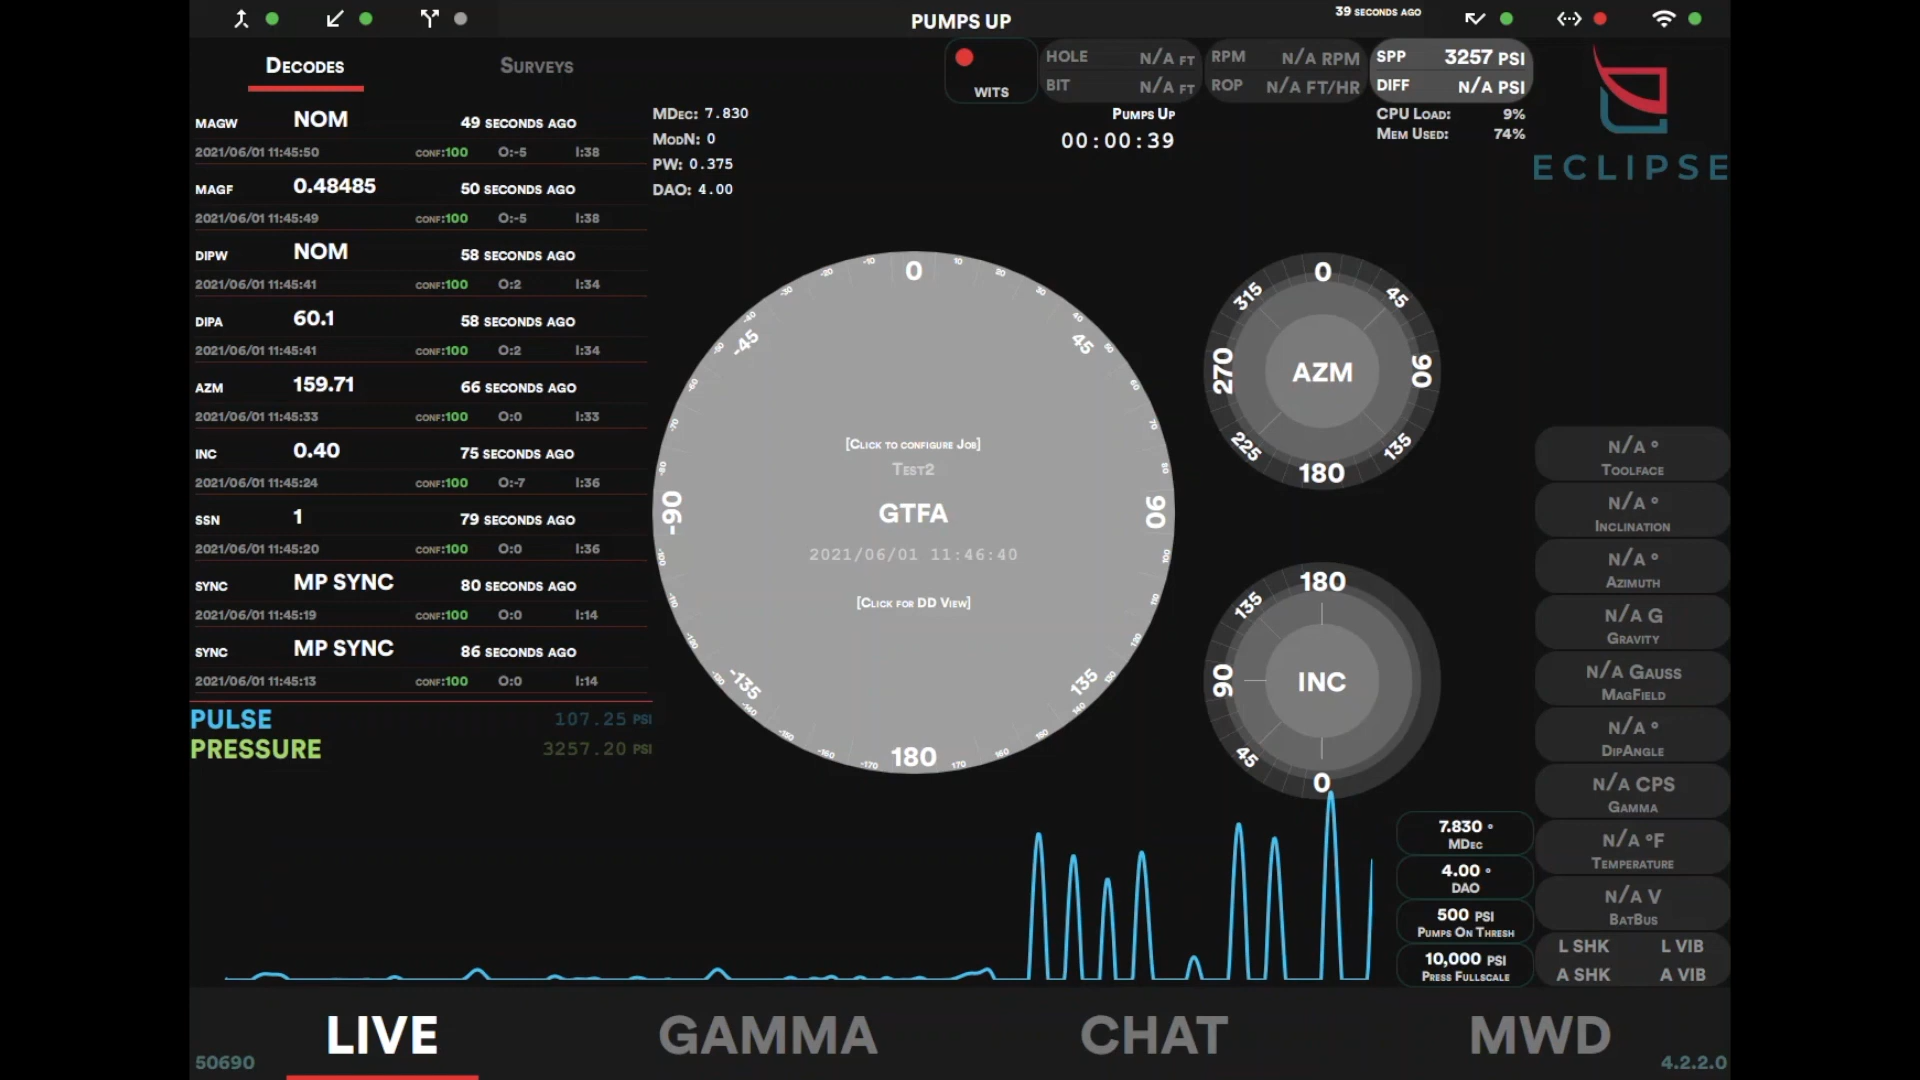 PUMPS UP
39 SECONDS AGO
DECODES
SURVEYS
WITS
HOLE N/A FT
BIT N/A FT
RPM N/A RPM
ROP N/A FT/HR
SPP 3257 PSI
DIFF N/A PSI
CPU LOAD: 9%
MEM USED: 74%
ECLIPSE
MAGW NOM 49 SECONDS AGO
2021/06/01 11:45:50 CONF:100 O:-5 I:38
MAGF 0.48485 50 SECONDS AGO
2021/06/01 11:45:49 CONF:100 O:-5 I:38
DIPW NOM 58 SECONDS AGO
2021/06/01 11:45:41 CONF:100 O:2 I:34
DIPA 60.1 58 SECONDS AGO
2021/06/01 11:45:41 CONF:100 O:2 I:34
AZM 159.71 66 SECONDS AGO
2021/06/01 11:45:33 CONF:100 O:0 I:33
INC 0.40 75 SECONDS AGO
2021/06/01 11:45:24 CONF:100 O:-7 I:36
SSN 1 79 SECONDS AGO
2021/06/01 11:45:20 CONF:100 O:0 I:36
SYNC MP SYNC 80 SECONDS AGO
2021/06/01 11:45:19 CONF:100 O:0 I:14
SYNC MP SYNC 86 SECONDS AGO
2021/06/01 11:45:13 CONF:100 O:0 I:14
PULSE 107.25 PSI
PRESSURE 3257.20 PSI
MDEC: 7.830
MODN: 0
PW: 0.375
DAO: 4.00
PUMPS UP
00:00:39
0
45
90
135
180
-135
-90
-45
[CLICK TO CONFIGURE JOB]
TEST2
GTFA
2021/06/01 11:46:40
[CLICK FOR DD VIEW]
0
45
90
135
180
225
270
315
AZM
180
135
90
45
0
INC
N/A °
TOOLFACE
N/A °
INCLINATION
N/A °
AZIMUTH
N/A G
GRAVITY
N/A GAUSS
MAGFIELD
N/A °
DIPANGLE
N/A CPS
GAMMA
N/A °F
TEMPERATURE
N/A V
BATBUS
L SHK L VIB
A SHK A VIB
7.830 °
MDEC
4.00 °
DAO
500 PSI
PUMPS ON THRESH
10,000 PSI
PRESS FULLSCALE
LIVE
GAMMA
CHAT
MWD
50690
4.2.2.0